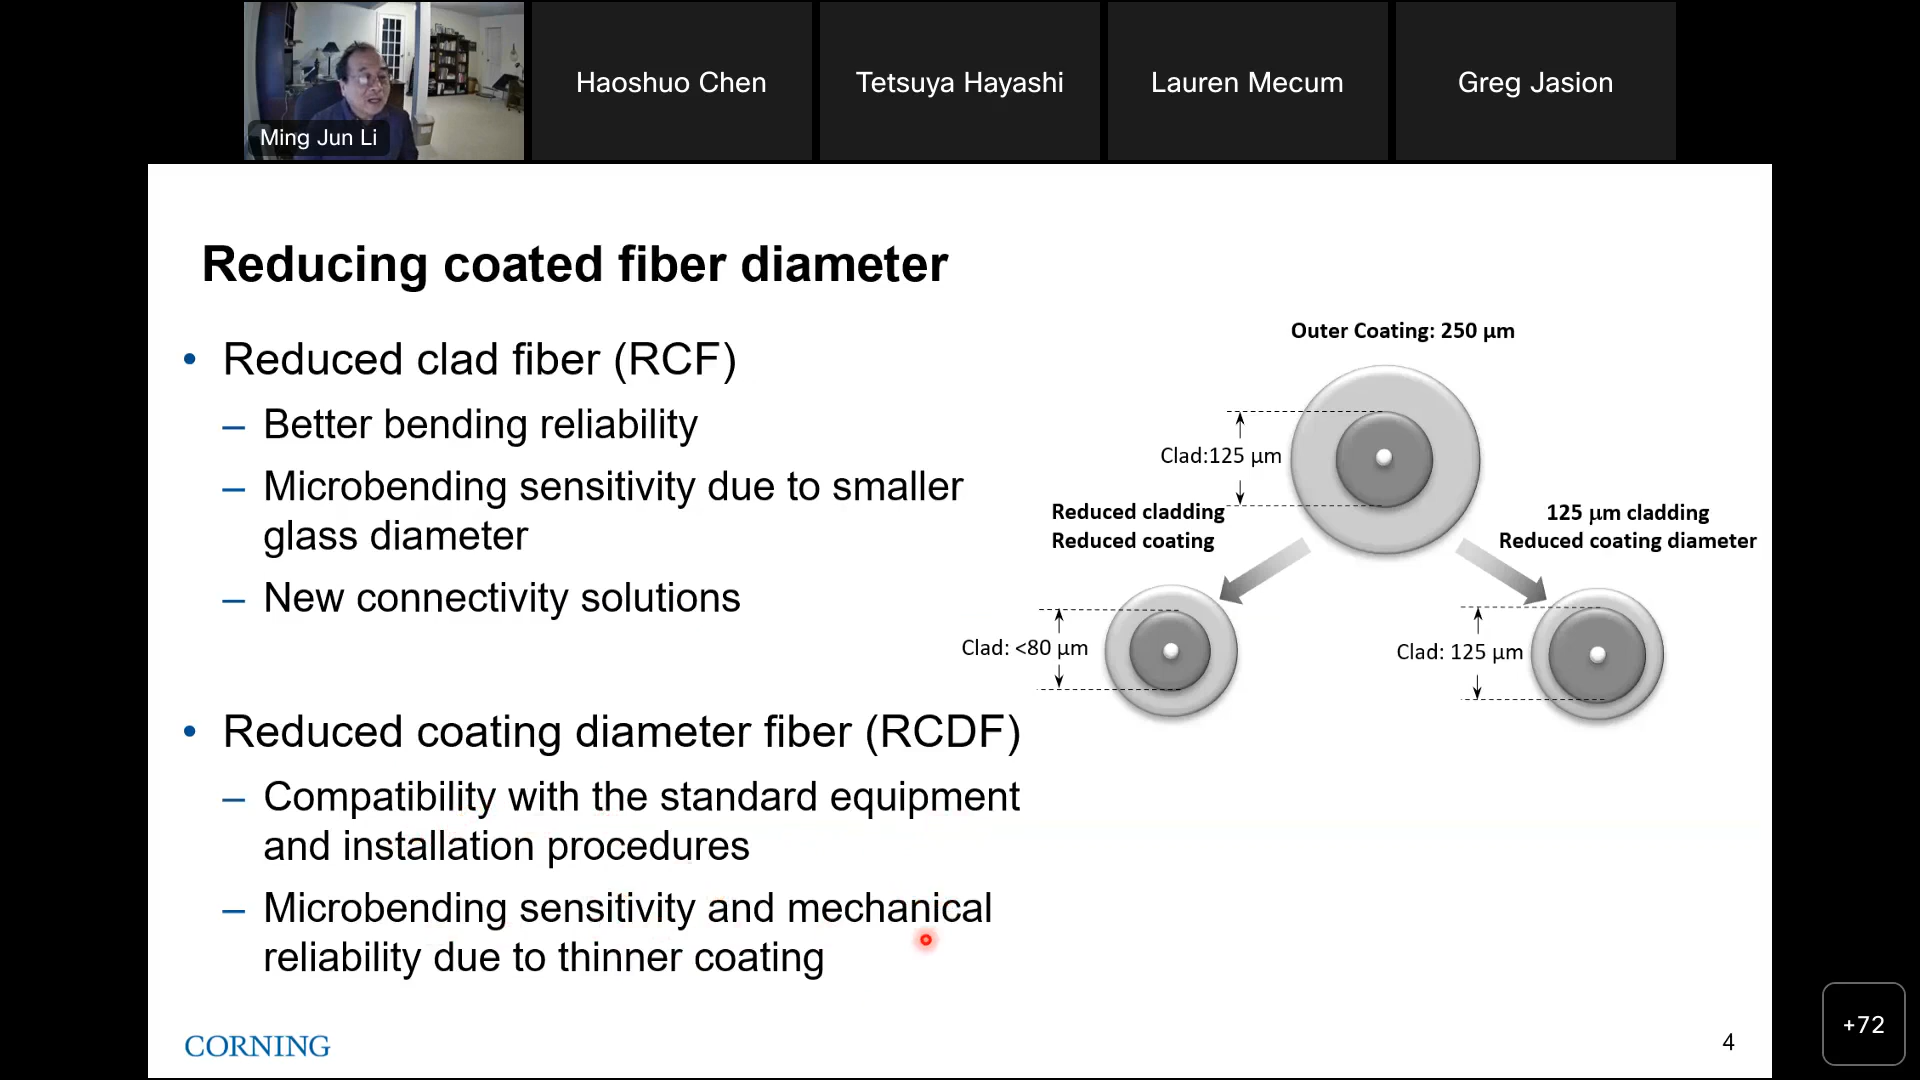 Ming Jun Li
Haoshuo Chen
Tetsuya Hayashi
Lauren Mecum
Greg Jasion
Reducing coated fiber diameter
• Reduced clad fiber (RCF)
– Better bending reliability
– Microbending sensitivity due to smaller
glass diameter
– New connectivity solutions
• Reduced coating diameter fiber (RCDF)
– Compatibility with the standard equipment
and installation procedures
– Microbending sensitivity and mechanical
reliability due to thinner coating
Outer Coating: 250 µm
Clad:125 µm
Reduced cladding
Reduced coating
125 µm cladding
Reduced coating diameter
Clad: <80 µm
Clad: 125 µm
CORNING
4
+72